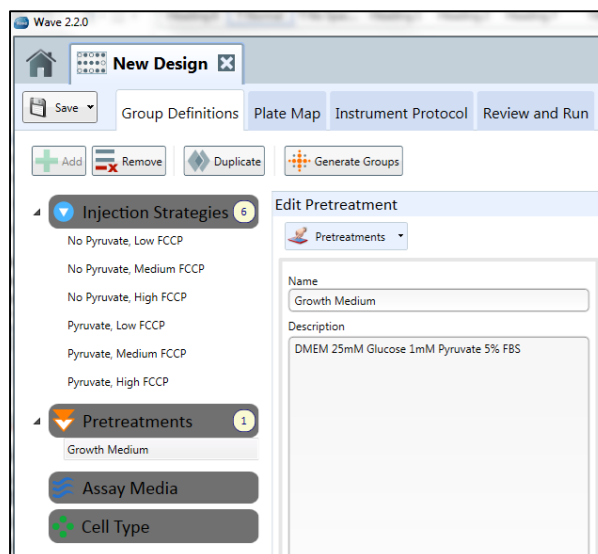 Wave 2.2.0
New Design
Save
Group Definitions Plate Map Instrument Protocol Review and Run
Add Remove Duplicate Generate Groups
Injection Strategies 6
No Pyruvate, Low FCCP
No Pyruvate, Medium FCCP
No Pyruvate, High FCCP
Pyruvate, Low FCCP
Pyruvate, Medium FCCP
Pyruvate, High FCCP
Pretreatments 1
Growth Medium
Assay Media
Cell Type
Edit Pretreatment
Pretreatments
Name
Growth Medium
Description
DMEM 25mM Glucose 1mM Pyruvate 5% FBS